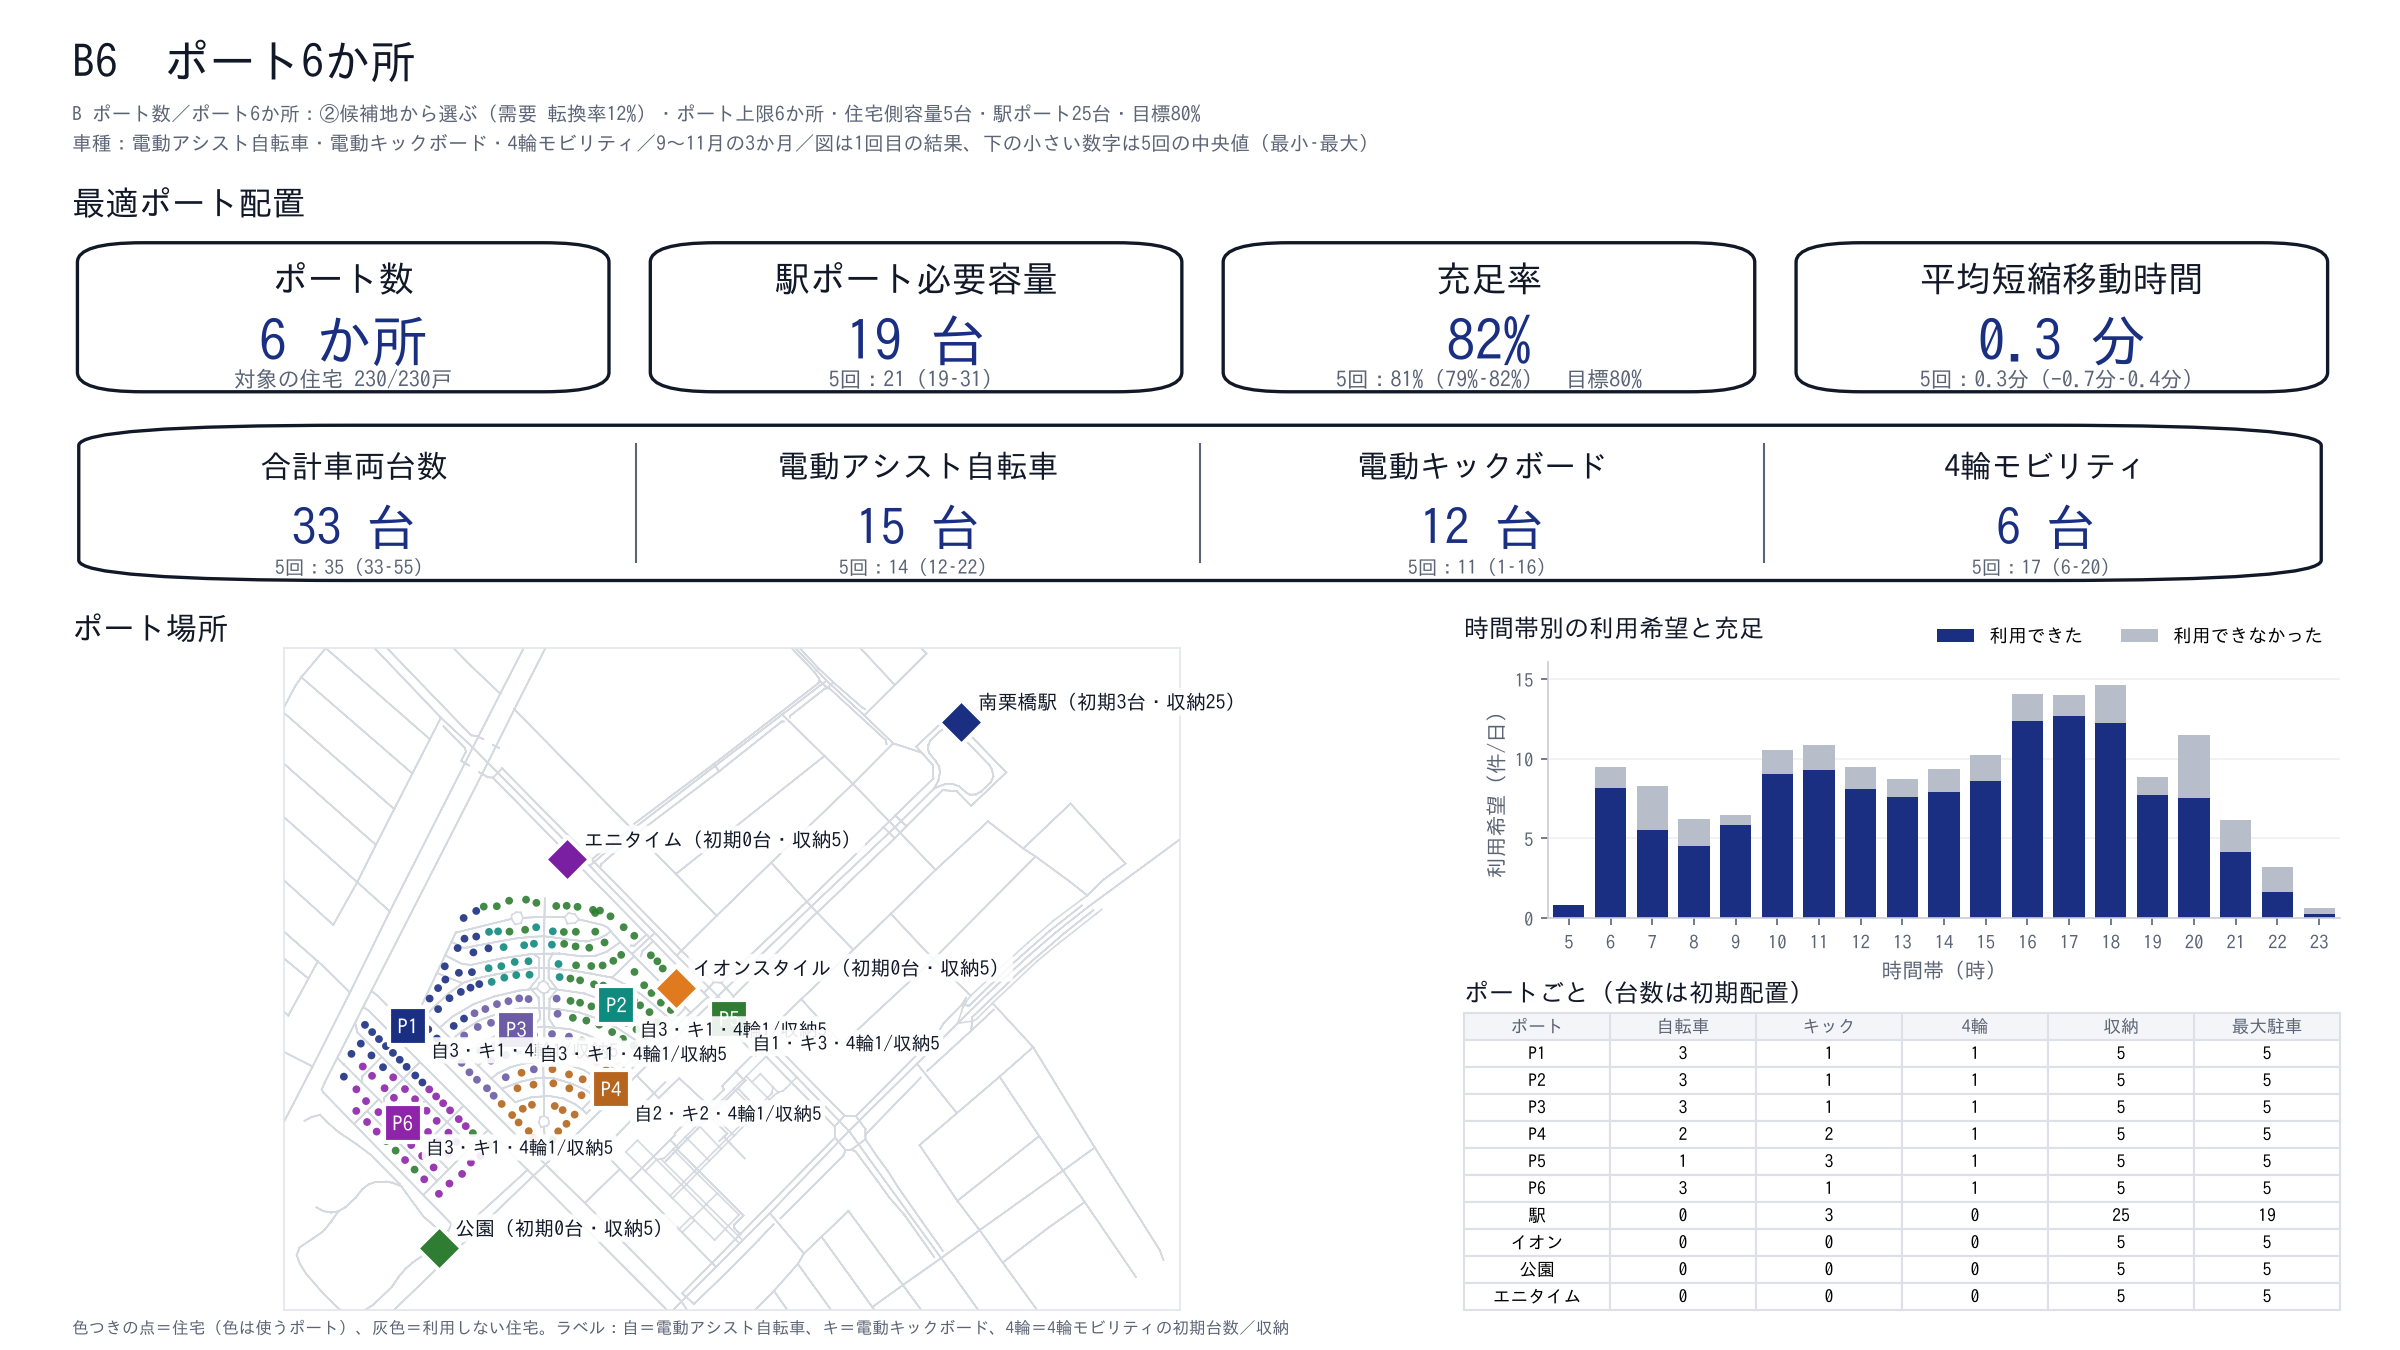 B6　ポート6か所
B ポート数／ポート6か所：②候補地から選ぶ（需要 転換率12%）・ポート上限6か所・住宅側容量5台・駅ポート25台・目標80%
車種：電動アシスト自転車・電動キックボード・4輪モビリティ／9～11月の3か月／図は1回目の結果、下の小さい数字は5回の中央値（最小-最大）
最適ポート配置
ポート数
6 か所
対象の住宅 230/230戸
駅ポート必要容量
19 台
5回：21（19-31）
充足率
82%
5回：81%（79%-82%）　目標80%
平均短縮移動時間
0.3 分
5回：0.3分（−0.7分-0.4分）
合計車両台数
33 台
5回：35（33-55）
電動アシスト自転車
15 台
5回：14（12-22）
電動キックボード
12 台
5回：11（1-16）
4輪モビリティ
6 台
5回：17（6-20）
ポート場所
南栗橋駅（初期3台・収納25）
エニタイム（初期0台・収納5）
イオンスタイル（初期0台・収納5）
P1
P2
P3
P5
自3・キ1・4輪1/収納5
自1・キ3・4輪1/収納5
自3・キ1・4
自3・キ1・4輪1/収納5
P4
自2・キ2・4輪1/収納5
P6
自3・キ1・4輪1/収納5
公園（初期0台・収納5）
色つきの点＝住宅（色は使うポート）、灰色＝利用しない住宅。ラベル：自＝電動アシスト自転車、キ＝電動キックボード、4輪＝4輪モビリティの初期台数／収納
時間帯別の利用希望と充足
利用できた
利用できなかった
利用希望（件/日）
15
10
5
0
5 6 7 8 9 10 11 12 13 14 15 16 17 18 19 20 21 22 23
時間帯（時）
ポートごと（台数は初期配置）
ポート 自転車 キック 4輪 収納 最大駐車
P1 3 1 1 5 5
P2 3 1 1 5 5
P3 3 1 1 5 5
P4 2 2 1 5 5
P5 1 3 1 5 5
P6 3 1 1 5 5
駅 0 3 0 25 19
イオン 0 0 0 5 5
公園 0 0 0 5 5
エニタイム 0 0 0 5 5